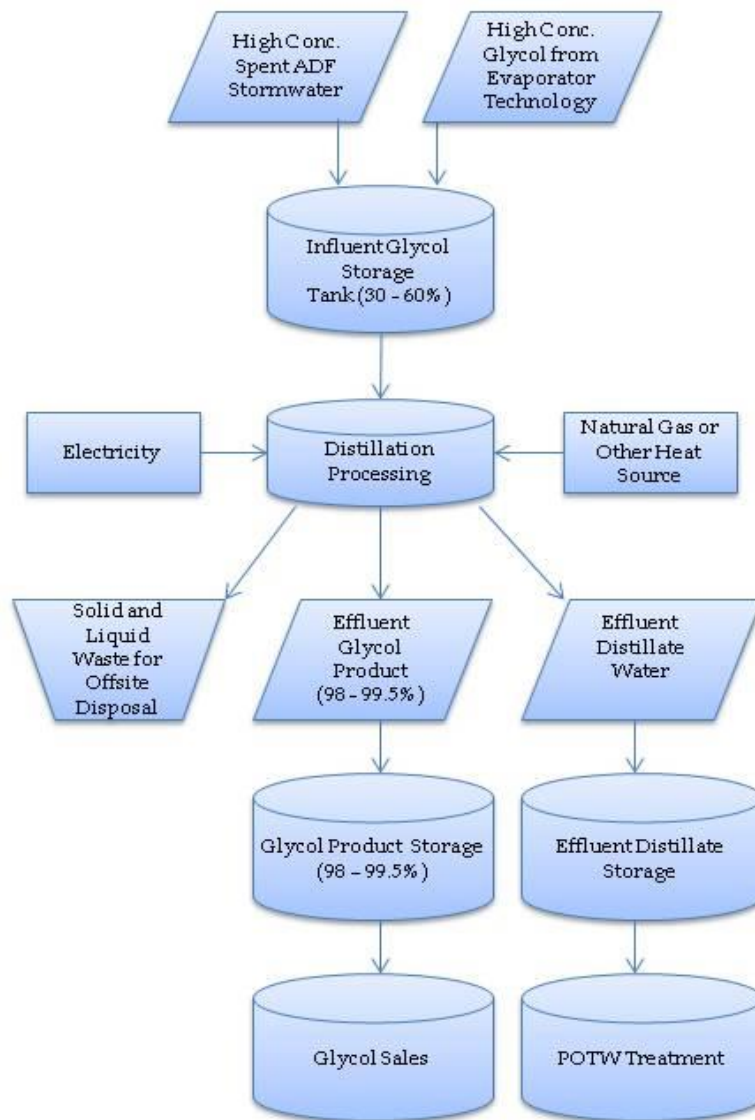 High Conc.
Spent ADF
Stormwater
High Conc.
Glycol from
Evaporator
Technology
Influent Glycol
Storage
Tank (30 - 60%)
Electricity
Distillation
Processing
Natural Gas or
Other Heat
Source
Solid and
Liquid
Waste for
Offsite
Disposal
Effluent
Glycol
Product
(98 - 99.5%)
Effluent
Distillate
Water
Glycol Product Storage
(98 – 99.5%)
Effluent Distillate
Storage
Glycol Sales
POTW Treatment